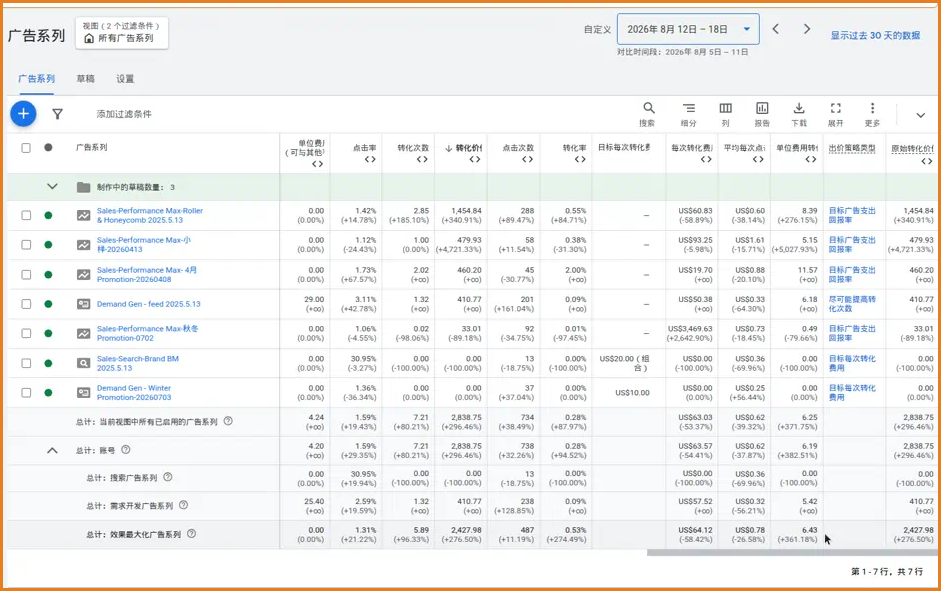 广告系列
视图（2 个过滤条件）
所有广告系列
自定义
2026年 8月 12日 – 18日
对比时间段：2026年 8月 5日 – 11日
显示过去 30 天的数据
广告系列 草稿 设置
添加过滤条件
搜索 细分 列 报告 下载 展开 更多
广告系列 单位费用 (可与其他 点击率 转化次数 转化价值 点击次数 转化率 目标每次转化费 每次转化费用 平均每次点击 单位费用转化 出价策略类型 原始转化价值
制作中的草稿数量： 3
Sales-Performance Max-Roller & Honeycomb 2025.5.13 0.00 1.42% 2.85 1,454.84 288 0.55% – US$60.83 US$0.60 8.39 目标广告支出回报率 1,454.84
(0.00%) (+14.78%) (+185.10%) (+340.91%) (+89.47%) (+84.71%) (-58.89%) (-38.14%) (+276.15%) (+340.91%)
Sales-Performance Max-小样-20260413 0.00 1.12% 1.00 479.93 58 0.38% – US$93.25 US$1.61 5.15 目标广告支出回报率 479.93
(0.00%) (-24.43%) (0.00%) (+4,721.33%) (+11.54%) (-31.30%) (-5.98%) (-15.71%) (+5,027.93%) (+4,721.33%)
Sales-Performance Max- 4月 Promotion-20260408 0.00 1.73% 2.02 460.20 45 2.00% – US$19.70 US$0.88 11.57 目标广告支出回报率 460.20
(0.00%) (+67.57%) (+∞) (+∞) (-30.77%) (+∞) (+∞) (-20.10%) (+∞) (+∞)
Demand Gen - feed 2025.5.13 29.00 3.11% 1.32 410.77 201 0.09% – US$50.38 US$0.33 6.18 尽可能提高转化次数 410.77
(+∞) (+42.78%) (+∞) (+∞) (+161.04%) (+∞) (+∞) (-64.30%) (+∞) (+∞)
Sales-Performance Max-秋冬 Promotion-0702 0.00 1.06% 0.02 33.01 92 0.01% – US$3,469.63 US$0.73 0.49 目标广告支出回报率 33.01
(0.00%) (-4.55%) (-98.06%) (-89.18%) (-34.75%) (-97.45%) (+2,642.90%) (-18.45%) (-79.66%) (-89.18%)
Sales-Search-Brand BM 2025.5.13 0.00 30.95% 0.00 0.00 13 0.00% US$20.00（组合） US$0.00 US$0.36 0.00 目标每次转化费用 0.00
(0.00%) (-3.27%) (-100.00%) (-100.00%) (-18.75%) (-100.00%) (-100.00%) (-69.96%) (-100.00%) (-100.00%)
Demand Gen - Winter Promotion-20260703 0.00 1.36% 0.00 0.00 37 0.00% US$10.00 US$0.00 US$0.25 0.00 目标每次转化费用 0.00
(0.00%) (-36.34%) (0.00%) (0.00%) (+37.04%) (0.00%) (0.00%) (+56.44%) (0.00%) (0.00%)
总计：当前视图中所有已启用的广告系列 4.24 1.59% 7.21 2,838.75 734 0.28% US$63.03 US$0.62 6.25 2,838.75
(+∞) (+19.43%) (+80.21%) (+296.46%) (+38.49%) (+87.97%) (-53.37%) (-39.32%) (+371.75%) (+296.46%)
总计：账号 4.20 1.59% 7.21 2,838.75 738 0.28% US$63.57 US$0.62 6.19 2,838.75
(+∞) (+29.35%) (+80.21%) (+296.46%) (+32.26%) (+94.52%) (-54.41%) (-37.87%) (+382.51%) (+296.46%)
总计：搜索广告系列 0.00 30.95% 0.00 0.00 13 0.00% US$0.00 US$0.36 0.00 0.00
(0.00%) (+19.94%) (-100.00%) (-100.00%) (-18.75%) (-100.00%) (-100.00%) (-69.96%) (-100.00%) (-100.00%)
总计：需求开发广告系列 25.40 2.59% 1.32 410.77 238 0.09% US$57.52 US$0.32 5.42 410.77
(+∞) (+19.59%) (+∞) (+∞) (+128.85%) (+∞) (+∞) (-56.21%) (+∞) (+∞)
总计：效果最大化广告系列 0.00 1.31% 5.89 2,427.98 487 0.53% US$64.12 US$0.78 6.43 2,427.98
(0.00%) (+21.22%) (+96.33%) (+276.50%) (+11.19%) (+274.49%) (-58.42%) (-26.58%) (+361.18%) (+276.50%)
第 1 - 7 行，共 7 行